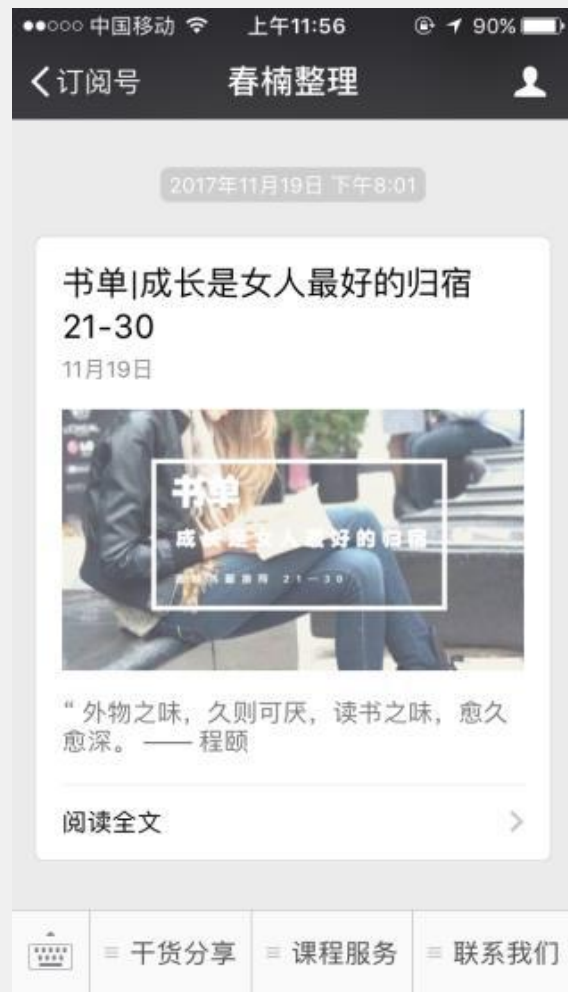 中国移动 上午11:56 90%
订阅号 春楠整理
2017年11月19日 下午8:01
书单|成长是女人最好的归宿
21-30
11月19日
书单
成长是女人最好的归宿
21—30
“ 外物之味，久则可厌，读书之味，愈久
愈深。 —— 程颐
阅读全文
干货分享 课程服务 联系我们